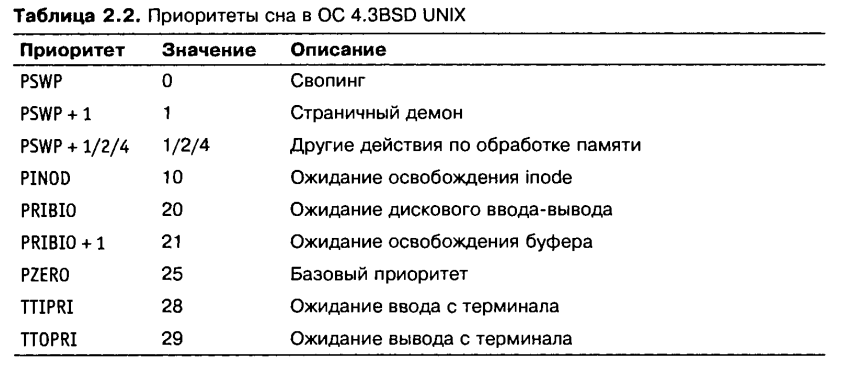 Таблица 2.2. Приоритеты сна в ОС 4.3BSD UNIX
Приоритет Значение Описание
PSWP 0 Свопинг
PSWP + 1 1 Страничный демон
PSWP + 1/2/4 1/2/4 Другие действия по обработке памяти
PINOD 10 Ожидание освобождения inode
PRIBIO 20 Ожидание дискового ввода-вывода
PRIBIO + 1 21 Ожидание освобождения буфера
PZERO 25 Базовый приоритет
TTIPRI 28 Ожидание ввода с терминала
TTOPRI 29 Ожидание вывода с терминала